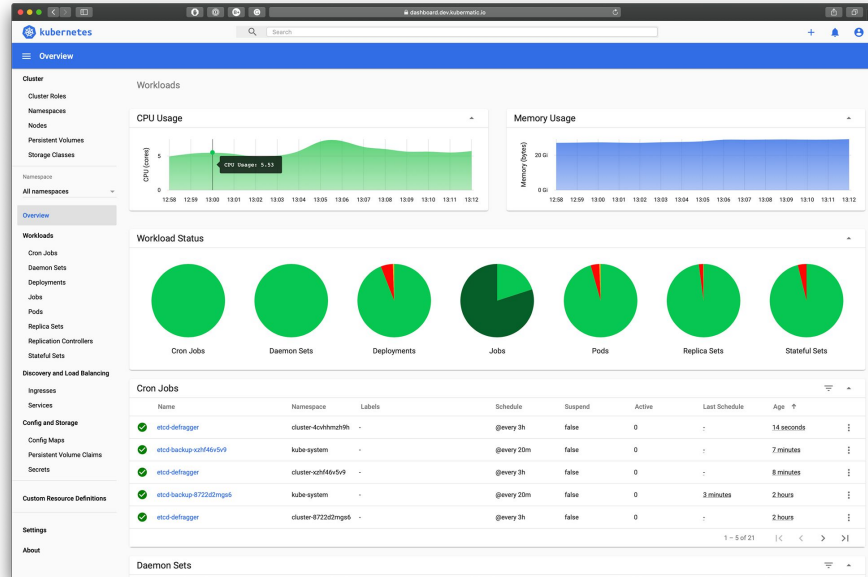 dashboard.dev.kubermatic.io
kubernetes
Search
Overview
Cluster
Cluster Roles
Namespaces
Nodes
Persistent Volumes
Storage Classes
Namespace
All namespaces
Overview
Workloads
Cron Jobs
Daemon Sets
Deployments
Jobs
Pods
Replica Sets
Replication Controllers
Stateful Sets
Discovery and Load Balancing
Ingresses
Services
Config and Storage
Config Maps
Persistent Volume Claims
Secrets
Custom Resource Definitions
Settings
About
Workloads
CPU Usage
CPU (cores)
5
0
CPU Usage: 5.53
12:58 12:59 13:00 13:01 13:02 13:03 13:04 13:05 13:06 13:07 13:08 13:09 13:10 13:11 13:12
Memory Usage
Memory (bytes)
20 Gi
0 Gi
12:58 12:59 13:00 13:01 13:02 13:03 13:04 13:05 13:06 13:07 13:08 13:09 13:10 13:11 13:12
Workload Status
Cron Jobs Daemon Sets Deployments Jobs Pods Replica Sets Stateful Sets
Cron Jobs
Name Namespace Labels Schedule Suspend Active Last Schedule Age
etcd-defragger cluster-4cvhhmzh9h - @every 3h false 0 - 14 seconds
etcd-backup-xzhf46v5v9 kube-system - @every 20m false 0 - 7 minutes
etcd-defragger cluster-xzhf46v5v9 - @every 3h false 0 - 8 minutes
etcd-backup-8722d2mgs6 kube-system - @every 20m false 0 3 minutes 2 hours
etcd-defragger cluster-8722d2mgs6 - @every 3h false 0 - 2 hours
1 – 5 of 21
Daemon Sets